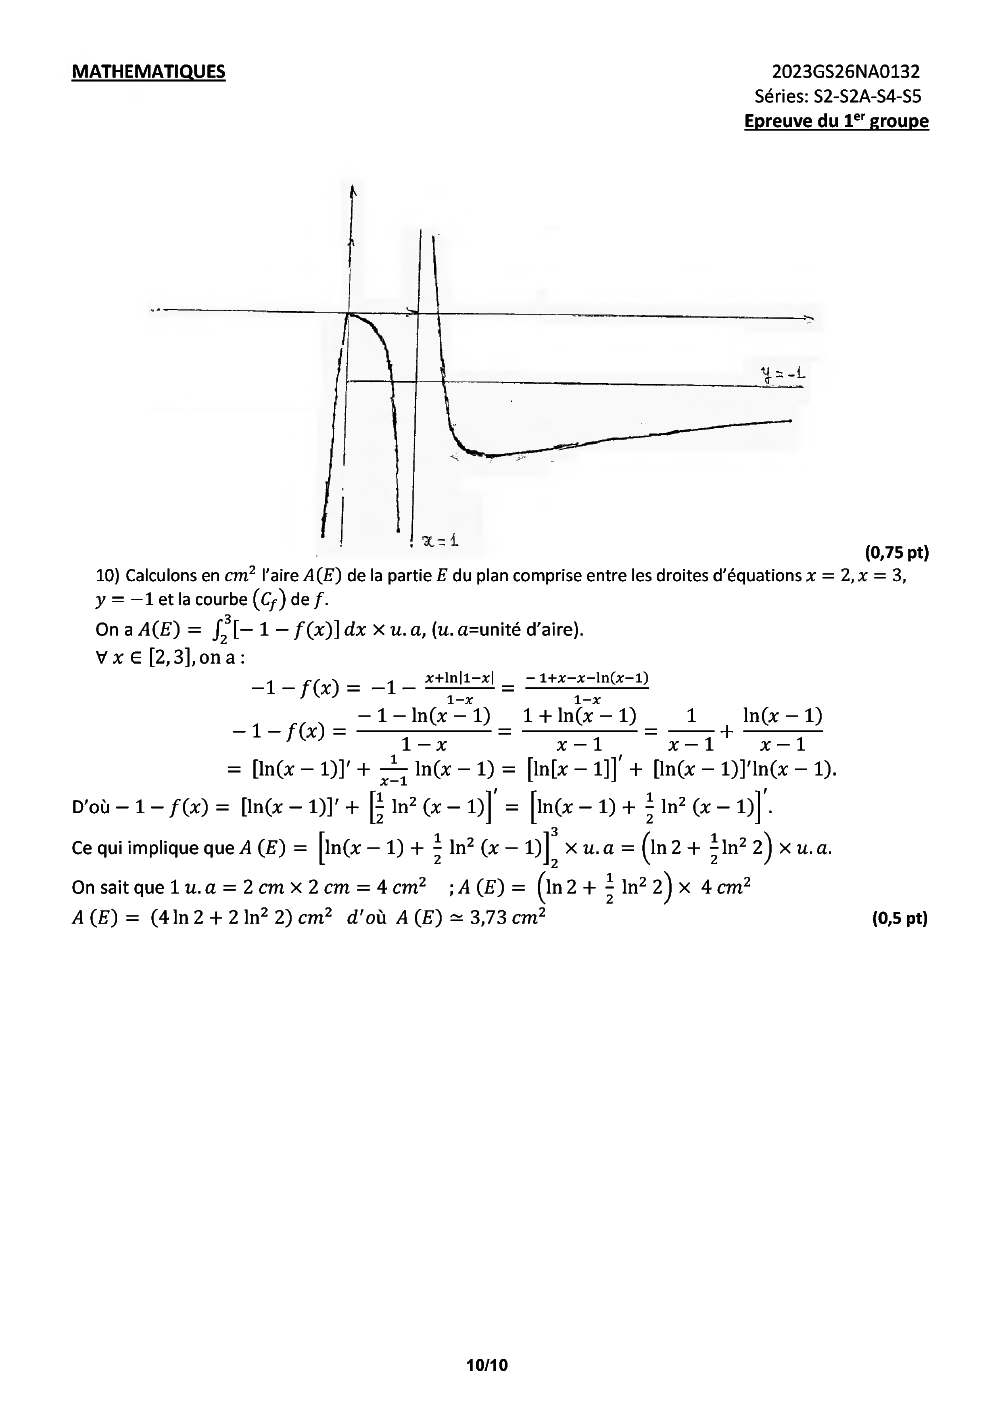 MATHEMATIQUES
2023GS26NA0132
Séries: S2-S2A-S4-S5
Epreuve du 1er groupe
y = -1
x = 1
(0,75 pt)
10) Calculons en cm² l'aire A(E) de la partie E du plan comprise entre les droites d'équations x = 2, x = 3,
y = −1 et la courbe (C_f) de f.
On a A(E) = ∫₂³[− 1 − f(x)] dx × u. a, (u. a=unité d'aire).
∀ x ∈ [2,3], on a :
−1 − f(x) = −1 − (x+ln|1−x|)/(1−x) = (− 1+x−x−ln(x−1))/(1−x)
− 1 − f(x) = (− 1 − ln(x − 1))/(1 − x) = (1 + ln(x − 1))/(x − 1) = 1/(x − 1) + ln(x − 1)/(x − 1)
= [ln(x − 1)]′ + 1/(x−1) ln(x − 1) = [ln[x − 1]]′ + [ln(x − 1)]′ln(x − 1).
D'où − 1 − f(x) = [ln(x − 1)]′ + [1/2 ln² (x − 1)]′ = [ln(x − 1) + 1/2 ln² (x − 1)]′.
Ce qui implique que A (E) = [ln(x − 1) + 1/2 ln² (x − 1)]₂³ × u. a = (ln 2 + 1/2 ln² 2) × u. a.
On sait que 1 u. a = 2 cm × 2 cm = 4 cm² ; A (E) = (ln 2 + 1/2 ln² 2) × 4 cm²
A (E) = (4 ln 2 + 2 ln² 2) cm² d'où A (E) ≃ 3,73 cm²
(0,5 pt)
10/10